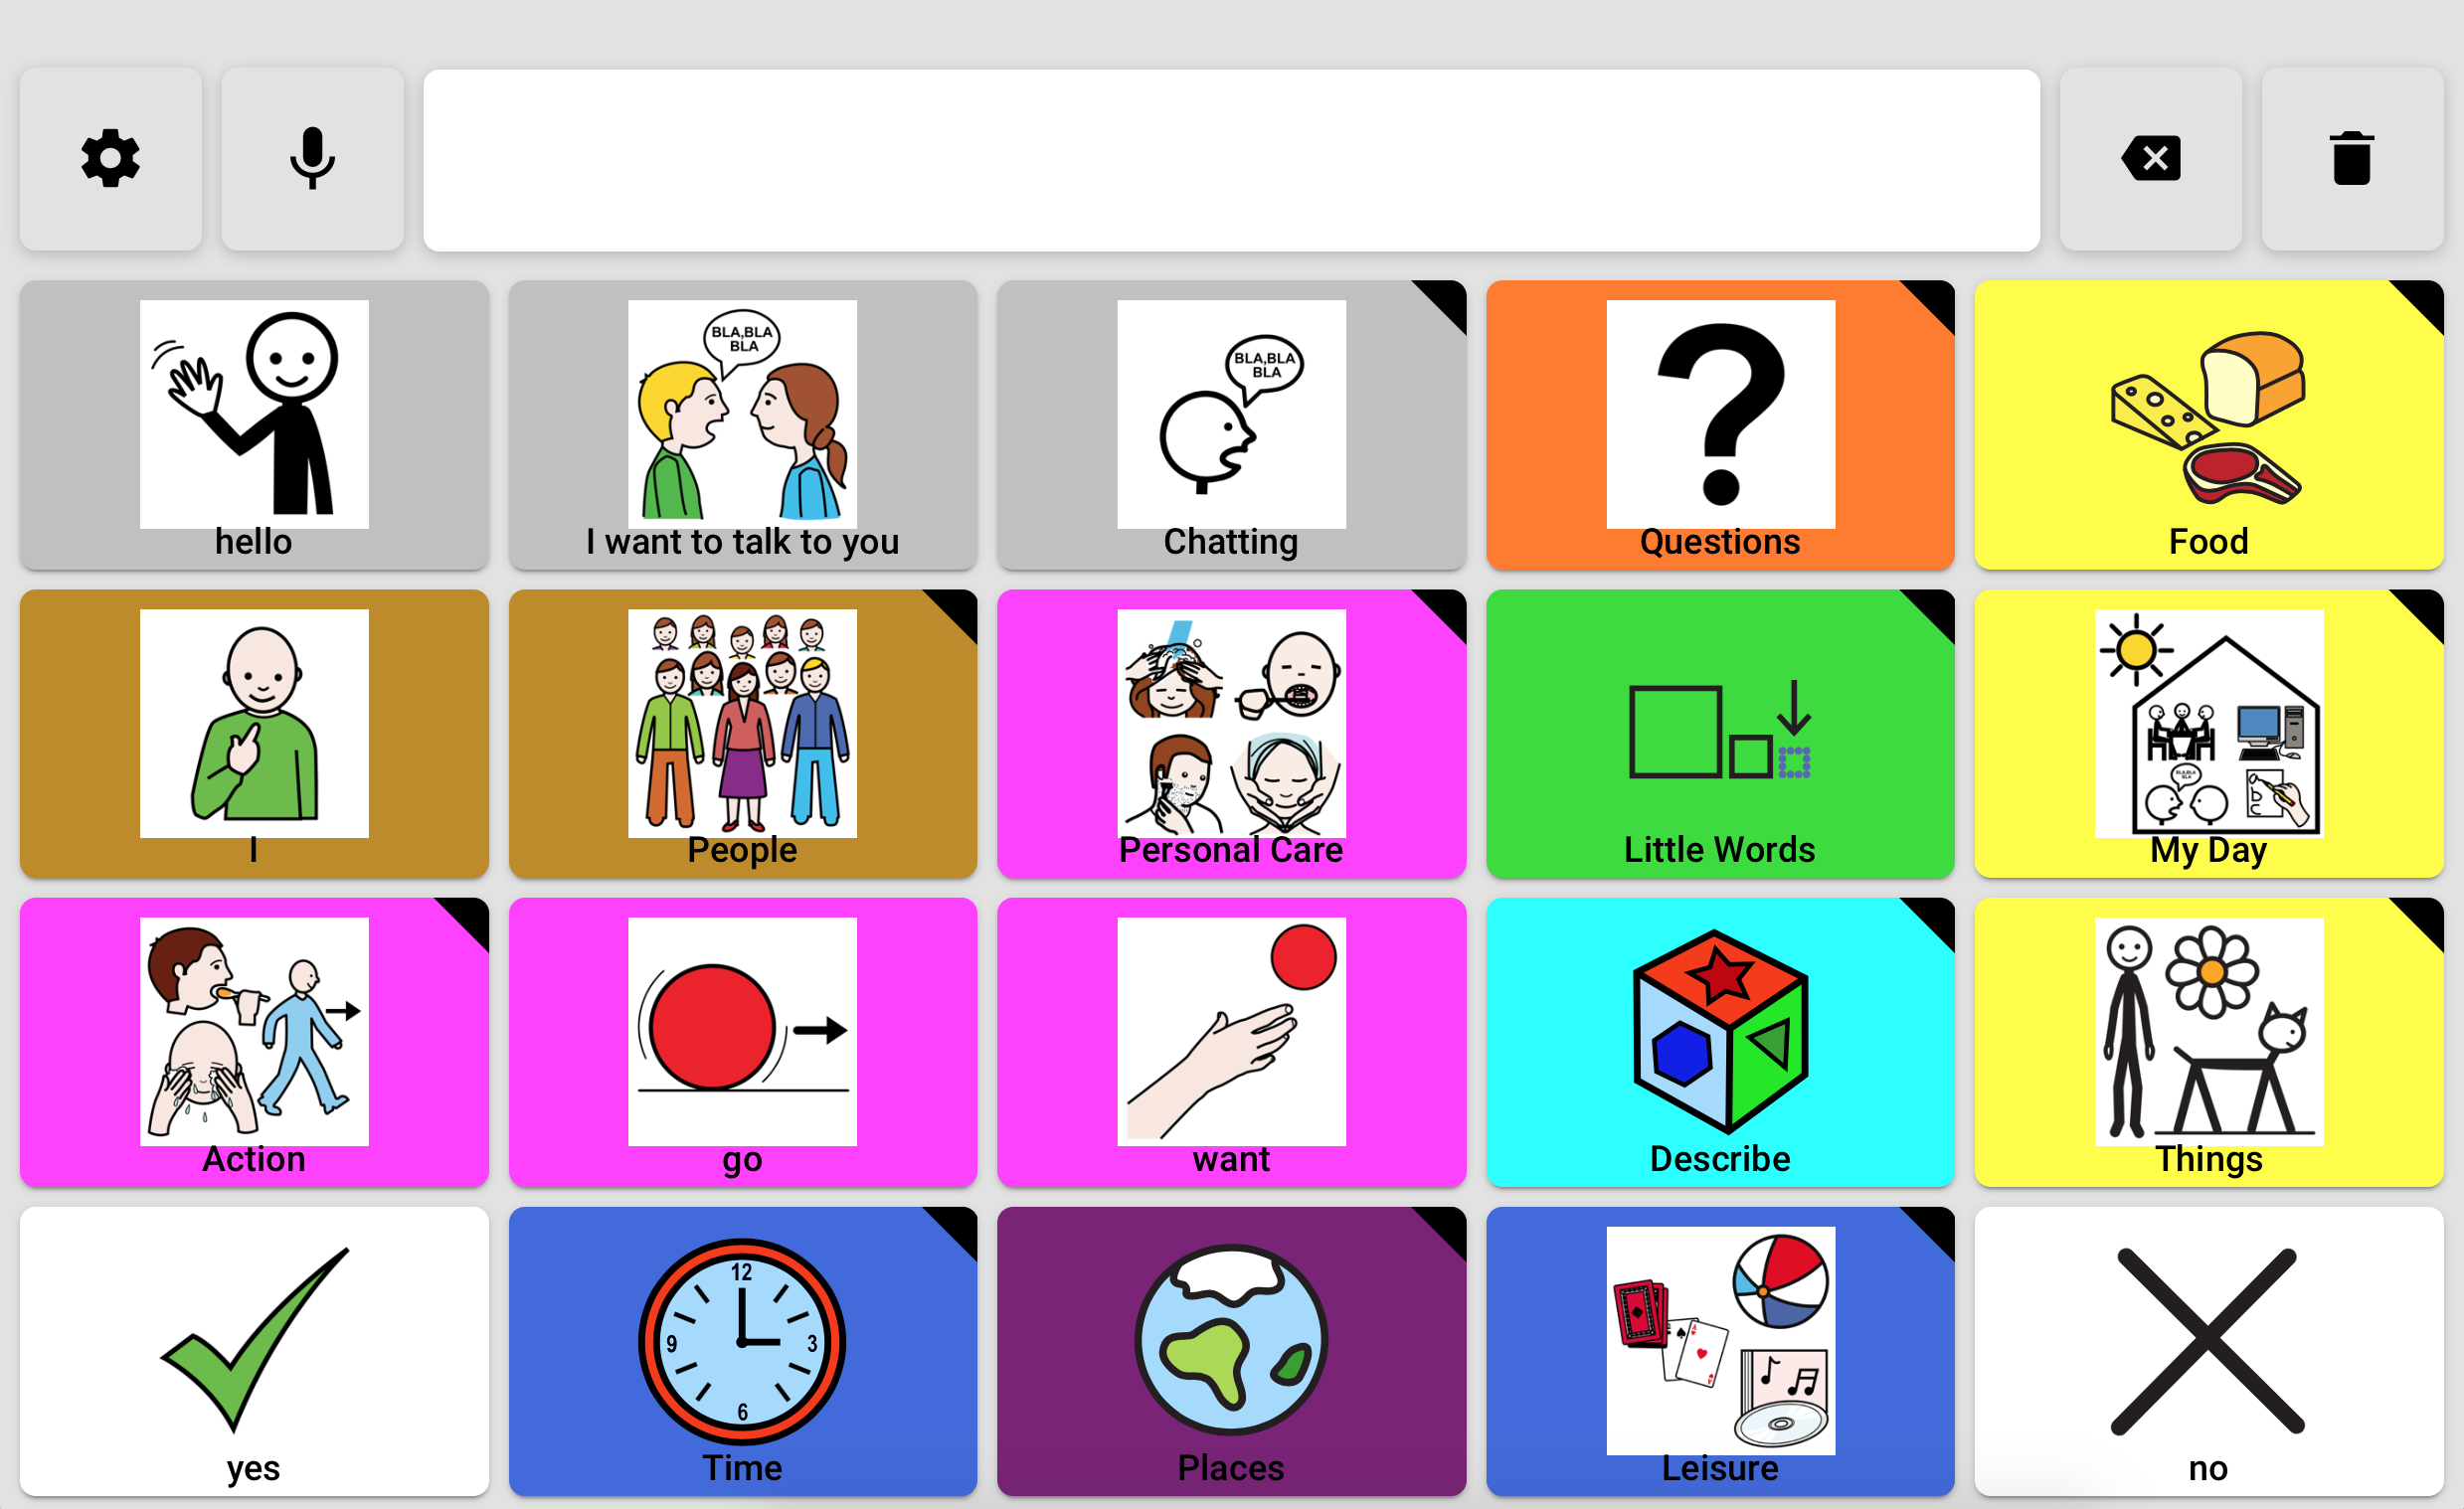 BLA,BLA
BLA
BLA,BLA
BLA
hello
I want to talk to you
Chatting
Questions
Food
BLA,BLA
BLA
I
People
Personal Care
Little Words
My Day
Action
go
want
Describe
Things
12
9
3
6
yes
Time
Places
Leisure
no